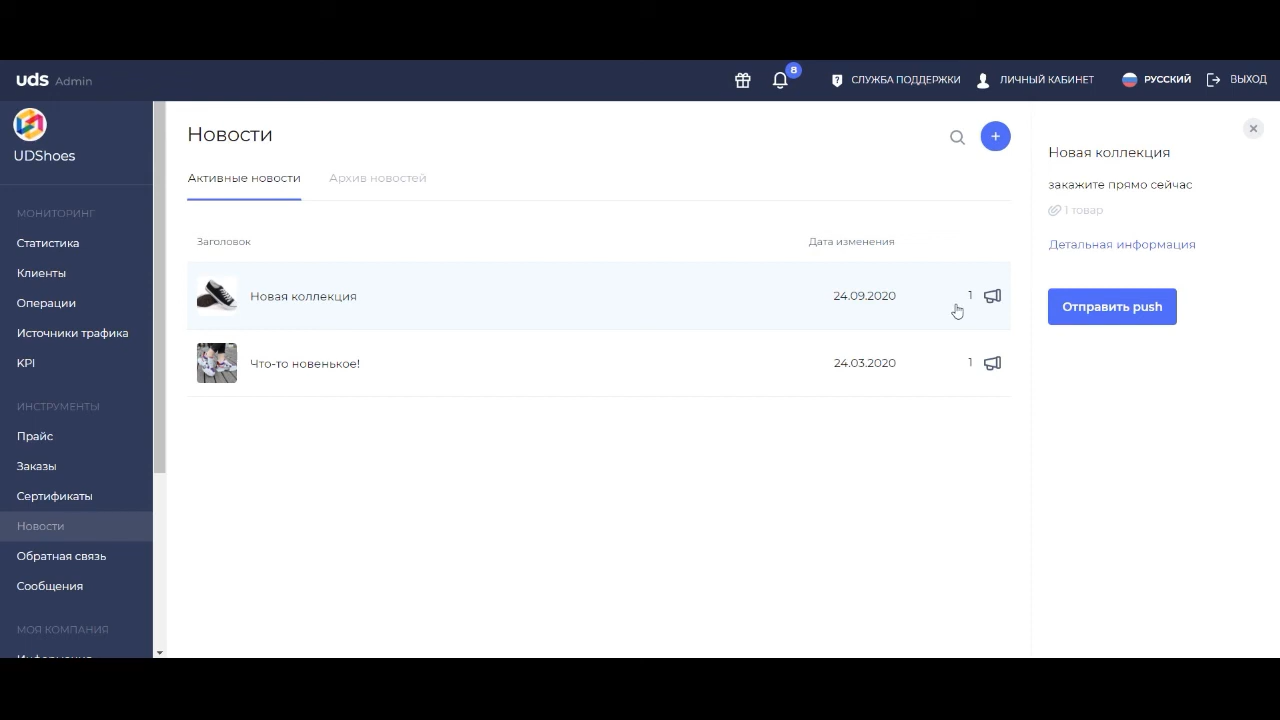 uds Admin
8
СЛУЖБА ПОДДЕРЖКИ
ЛИЧНЫЙ КАБИНЕТ
РУССКИЙ
ВЫХОД
UDShoes
МОНИТОРИНГ
Статистика
Клиенты
Операции
Источники трафика
KPI
ИНСТРУМЕНТЫ
Прайс
Заказы
Сертификаты
Новости
Обратная связь
Сообщения
МОЯ КОМПАНИЯ
Новости
Активные новости
Архив новостей
Заголовок
Дата изменения
Новая коллекция
24.09.2020
1
Что-то новенькое!
24.03.2020
1
Новая коллекция
закажите прямо сейчас
1 товар
Детальная информация
Отправить push